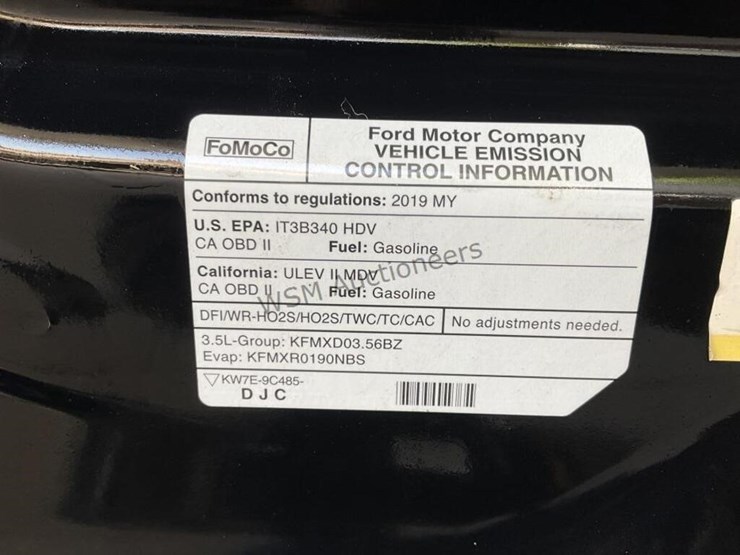 FoMoCo
Ford Motor Company
VEHICLE EMISSION
CONTROL INFORMATION
Conforms to regulations: 2019 MY
U.S. EPA: IT3B340 HDV
CA OBD II Fuel: Gasoline
California: ULEV II MDV
CA OBD II Fuel: Gasoline
WSM Auctioneers
DFI/WR-HO2S/HO2S/TWC/TC/CAC No adjustments needed.
3.5L-Group: KFMXD03.56BZ
Evap: KFMXR0190NBS
KW7E-9C485-
D J C